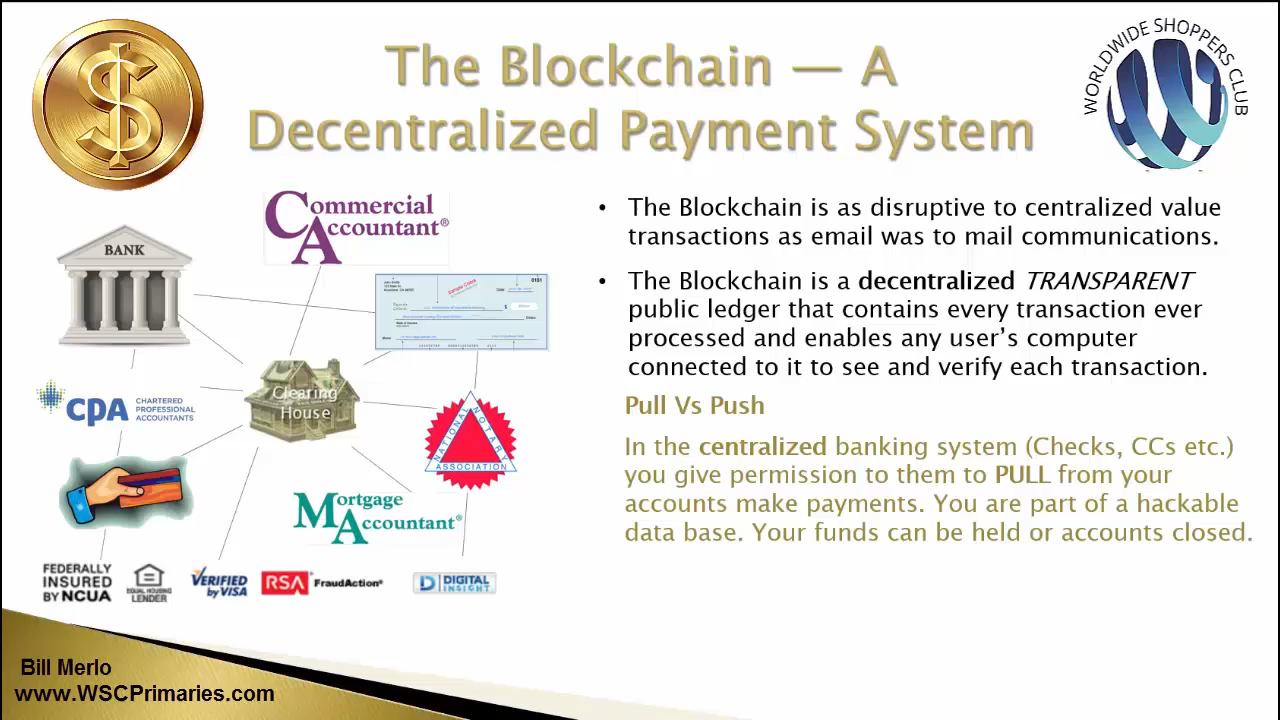 The Blockchain — A
Decentralized Payment System
WORLDWIDE SHOPPERS CLUB
• The Blockchain is as disruptive to centralized value
transactions as email was to mail communications.
• The Blockchain is a decentralized TRANSPARENT
public ledger that contains every transaction ever
processed and enables any user’s computer
connected to it to see and verify each transaction.
Pull Vs Push
In the centralized banking system (Checks, CCs etc.)
you give permission to them to PULL from your
accounts make payments. You are part of a hackable
data base. Your funds can be held or accounts closed.
Commercial
Accountant®
BANK
Sample Check
0101
$
Clearing
House
CPA
CHARTERED
PROFESSIONAL
ACCOUNTANTS
NATIONAL NOTARY
ASSOCIATION
Mortgage
Accountant®
FEDERALLY
INSURED
BY NCUA
EQUAL HOUSING
LENDER
VERIFIED
by VISA
RSA® FraudAction®
D DIGITAL
INSIGHT
Bill Merlo
www.WSCPrimaries.com